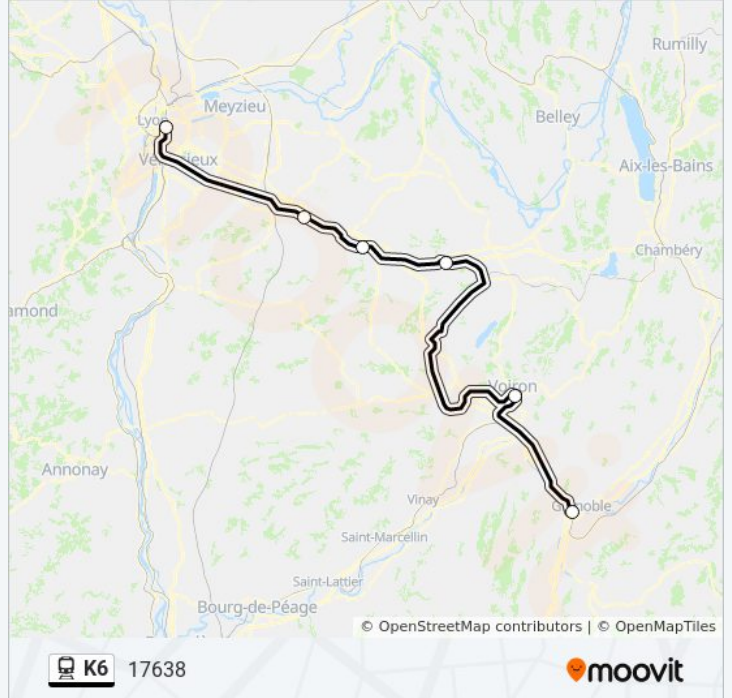 Rumilly
Meyzieu
Lyon
Belley
Vénissieux
Aix-les-Bains
Chambéry
amond
Voiron
Annonay
Vinay
Grenoble
Saint-Marcellin
Saint-Lattier
Bourg-de-Péage
© OpenStreetMap contributors | © OpenMapTiles
K6 17638 moovit